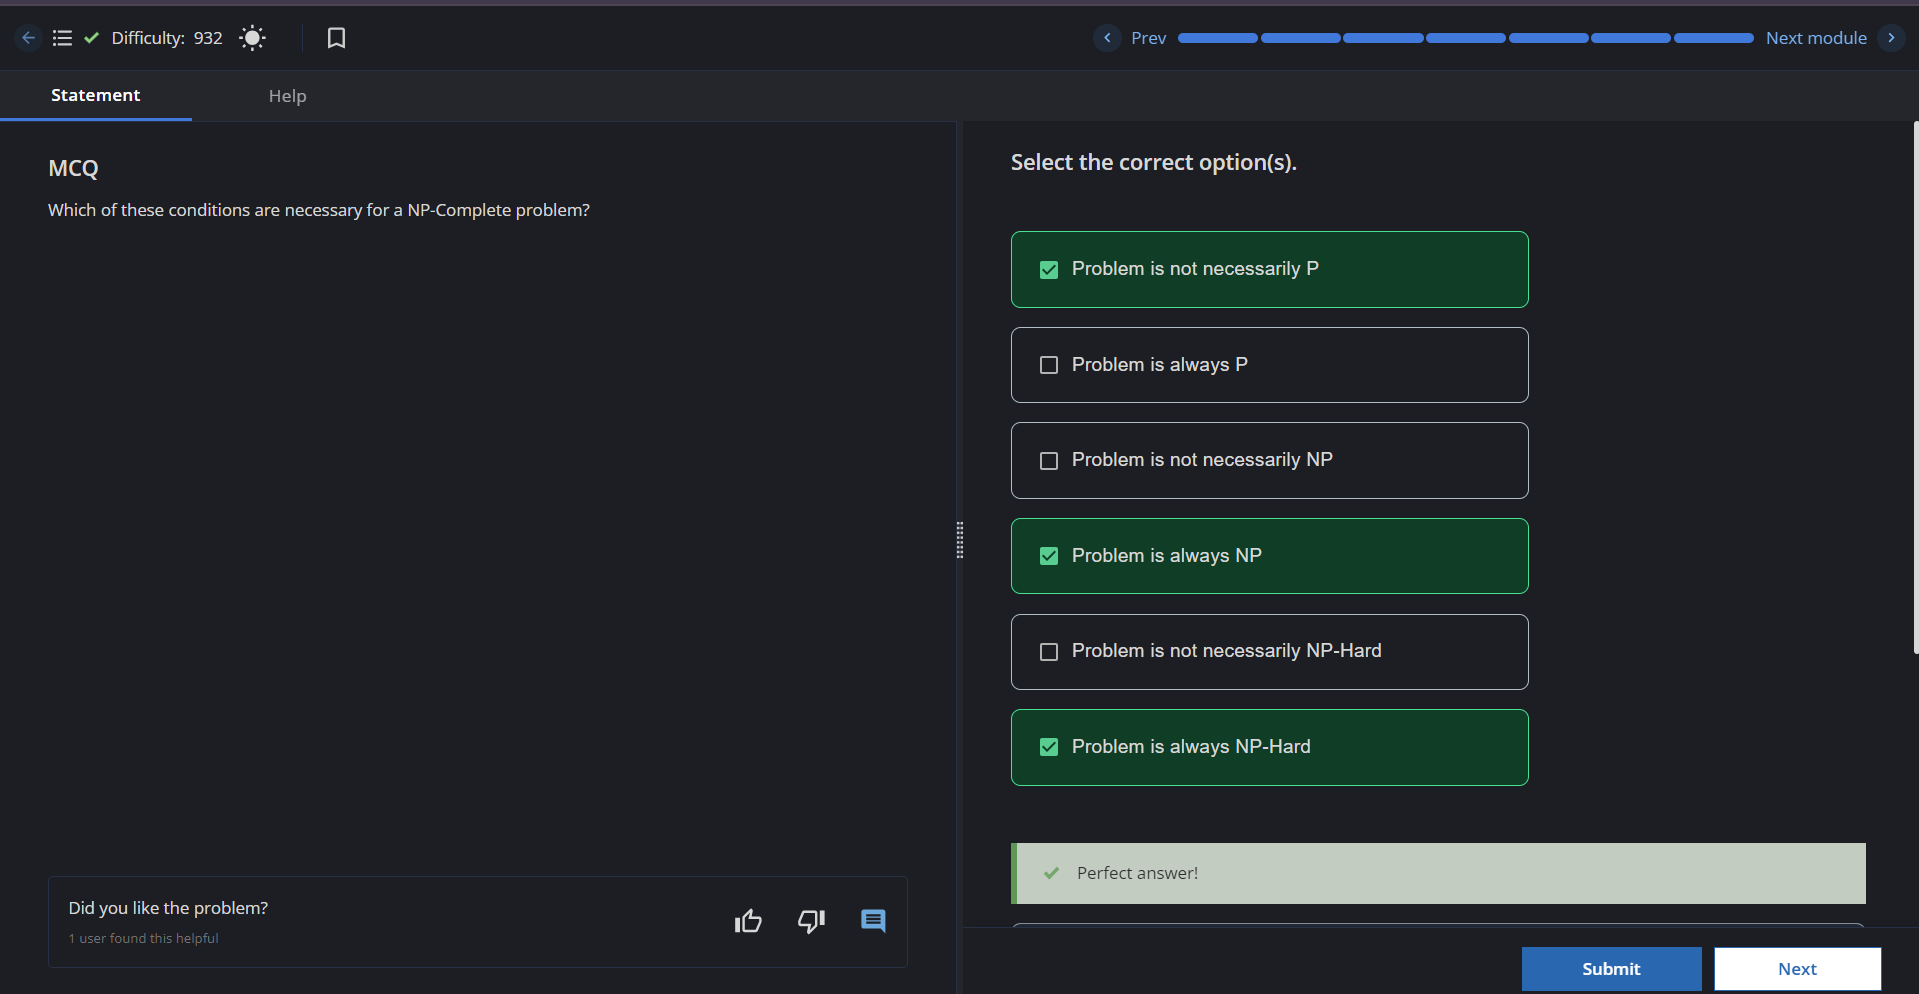 Difficulty: 932
Prev
Next module
Statement
Help
MCQ
Which of these conditions are necessary for a NP-Complete problem?
Did you like the problem?
1 user found this helpful
Select the correct option(s).
Problem is not necessarily P
Problem is always P
Problem is not necessarily NP
Problem is always NP
Problem is not necessarily NP-Hard
Problem is always NP-Hard
Perfect answer!
Submit
Next